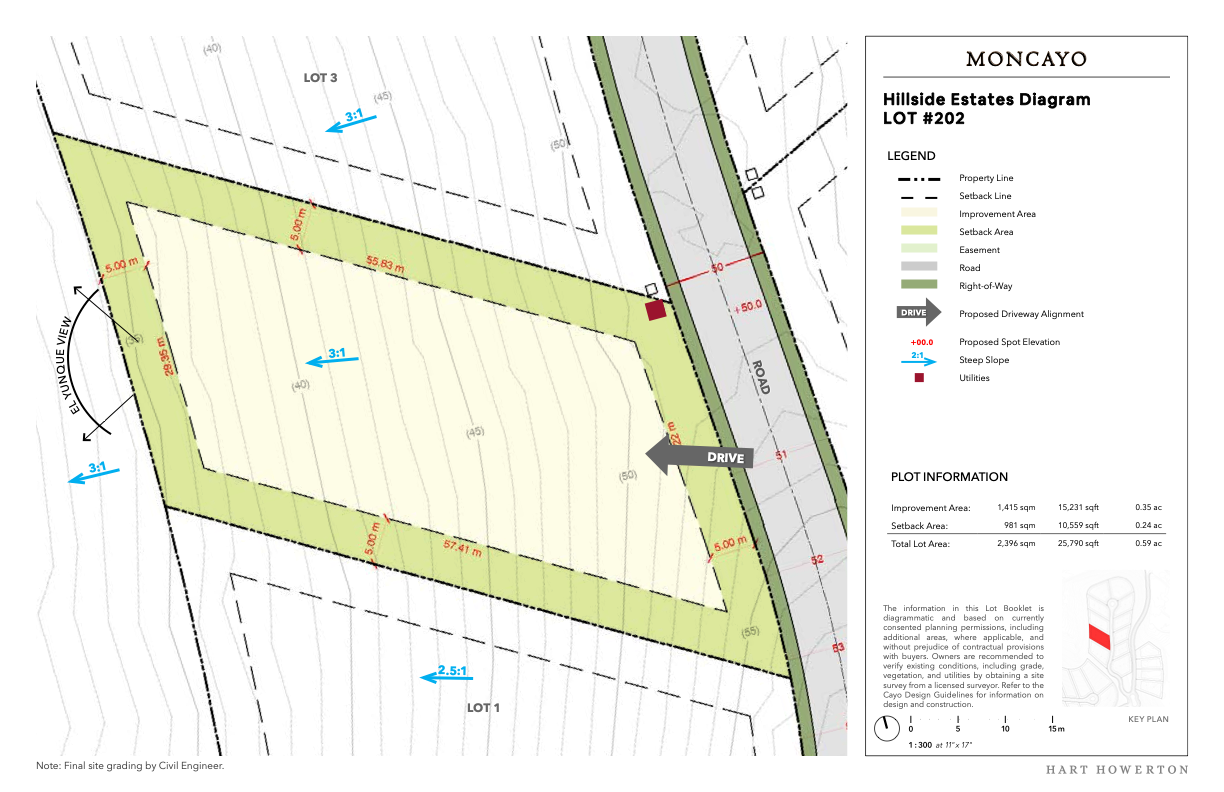 (40)
LOT 3
(45)
3:1
(50)
5.00 m
55.83 m
5.00 m
50
+50.0
EL YUNQUE VIEW
(35)
29.35 m
3:1
(40)
ROAD
(45)
DRIVE
51
3:1
(50)
5.00 m
57.41 m
5.00 m
52
(55)
53
2.5:1
LOT 1
Note: Final site grading by Civil Engineer.
MONCAYO
Hillside Estates Diagram
LOT #202
LEGEND
Property Line
Setback Line
Improvement Area
Setback Area
Easement
Road
Right-of-Way
DRIVE Proposed Driveway Alignment
+00.0 Proposed Spot Elevation
2:1 Steep Slope
Utilities
PLOT INFORMATION
Improvement Area: 1,415 sqm 15,231 sqft 0.35 ac
Setback Area: 981 sqm 10,559 sqft 0.24 ac
Total Lot Area: 2,396 sqm 25,790 sqft 0.59 ac
The information in this Lot Booklet is
diagrammatic and based on currently
consented planning permissions, including
additional areas, where applicable, and
without prejudice of contractual provisions
with buyers. Owners are recommended to
verify existing conditions, including grade,
vegetation, and utilities by obtaining a site
survey from a licensed surveyor. Refer to the
Cayo Design Guidelines for information on
design and construction.
KEY PLAN
0 5 10 15 m
1 : 300 at 11" x 17"
HART HOWERTON